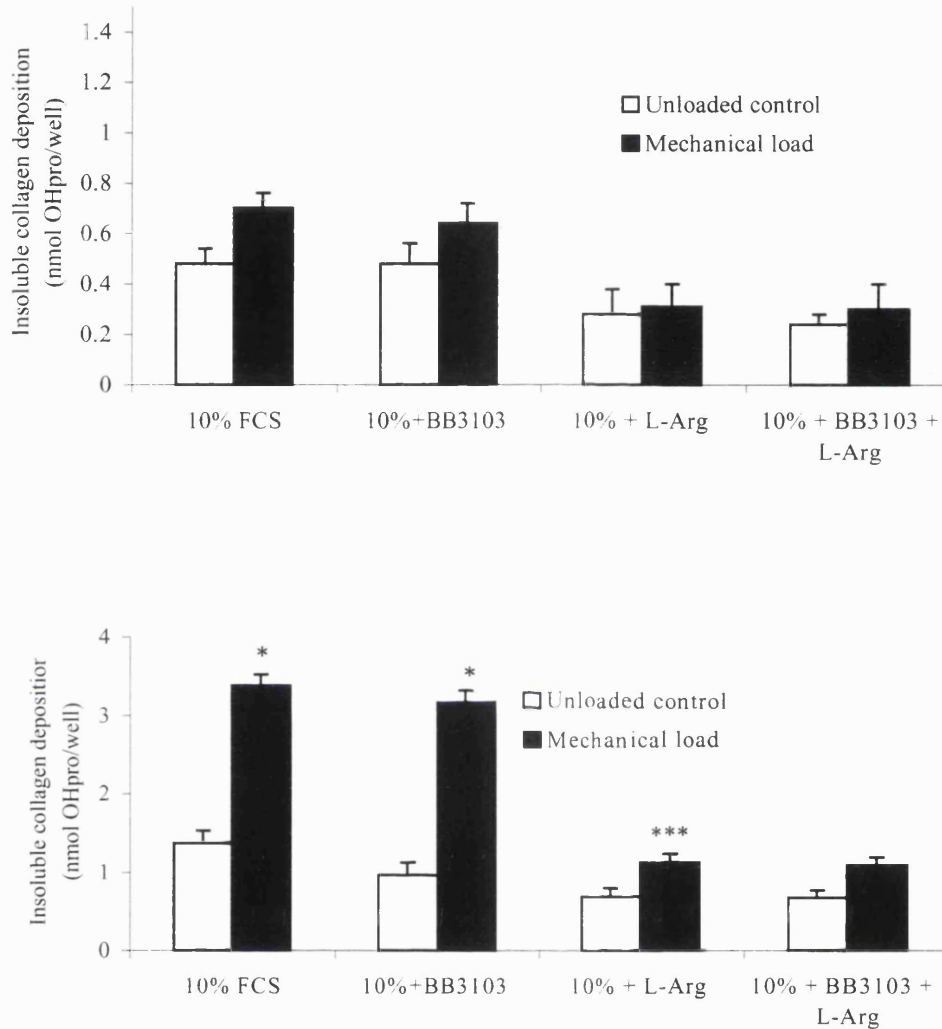 Insoluble collagen deposition
(nmol OHpro/well)
1.4
1.2
1
0.8
0.6
0.4
0.2
0
Unloaded control
Mechanical load
10% FCS
10%+BB3103
10% + L-Arg
10% + BB3103 +
L-Arg
Insoluble collagen depositior
(nmol OHpro/well)
4
3
2
1
0
*
*
***
Unloaded control
Mechanical load
10% FCS
10%+BB3103
10% + L-Arg
10% + BB3103 +
L-Arg